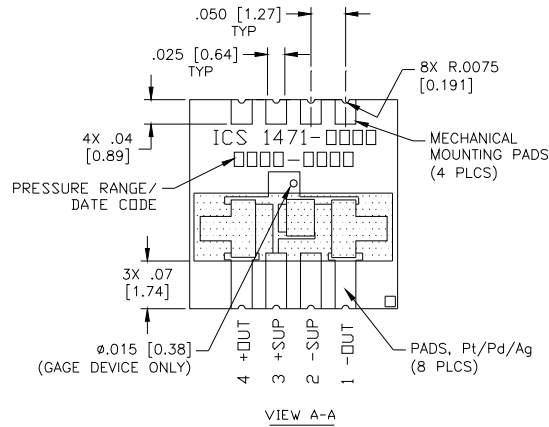 .050 [1.27]
TYP
.025 [0.64]
TYP
8X R.0075
[0.191]
4X .04
[0.89]
ICS 1471-□□□□
□□□□-□□□□
MECHANICAL
MOUNTING PADS
(4 PLCS)
PRESSURE RANGE/
DATE CODE
3X .07
[1.74]
ø.015 [0.38]
(GAGE DEVICE ONLY)
4 +OUT
3 +SUP
2 -SUP
1 -OUT
PADS, Pt/Pd/Ag
(8 PLCS)
VIEW A-A